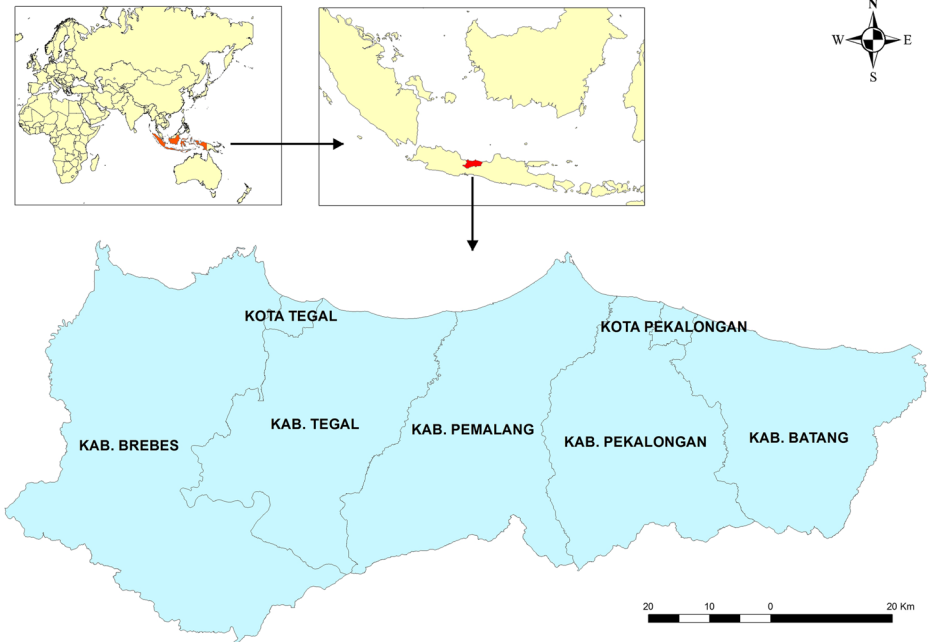 N
W E
S
KOTA TEGAL
KOTA PEKALONGAN
KAB. TEGAL
KAB. PEMALANG
KAB. BREBES
KAB. PEKALONGAN
KAB. BATANG
20 10 0 20 Km